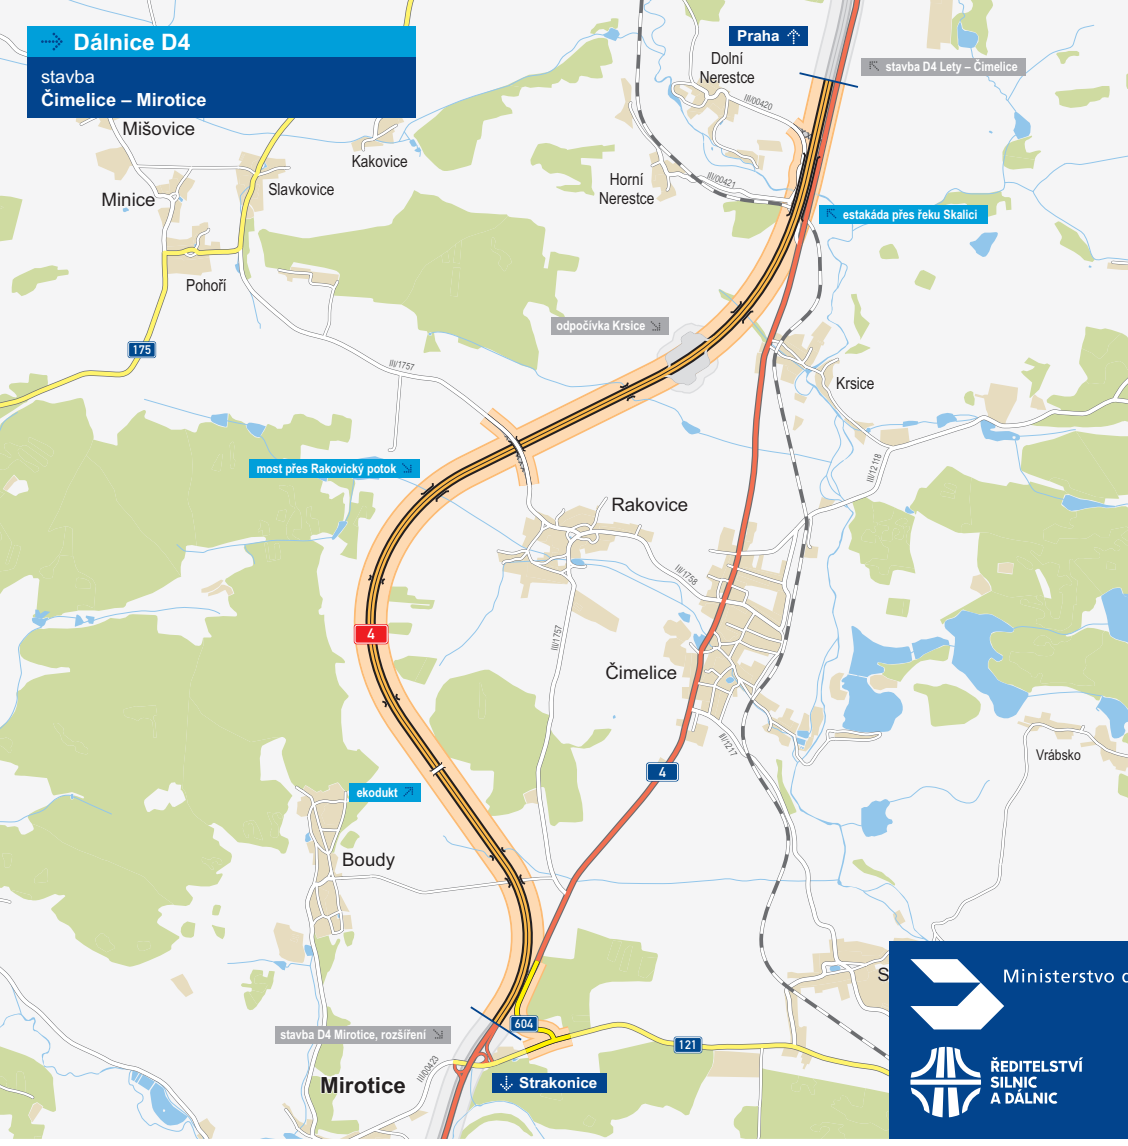 Dálnice D4
stavba
Čimelice – Mirotice
Praha
stavba D4 Lety – Čimelice
Dolní
Nerestce
III/00420
Mišovice
Kakovice
Slavkovice
Minice
Horní
Nerestce
III/00421
estakáda přes řeku Skalici
Pohoří
odpočívka Krsice
175
III/1757
Krsice
most přes Rakovický potok
III/12118
Rakovice
III/1758
4
III/1757
Čimelice
III/1217
4
Vrábsko
ekodukt
Boudy
S
Ministerstvo d
stavba D4 Mirotice, rozšíření
604
121
III/00423
Mirotice
Strakonice
ŘEDITELSTVÍ
SILNIC
A DÁLNIC